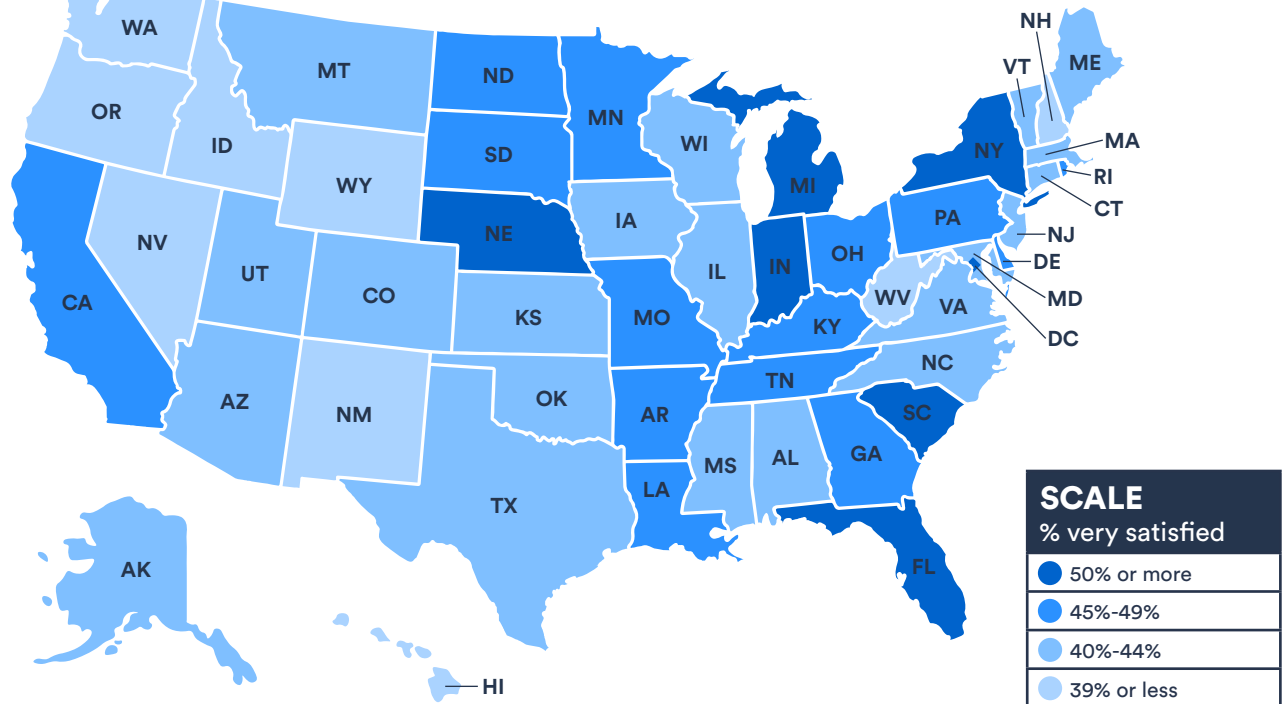 NH
WA
ME
VT
MT
ND
OR
MN
MA
ID
WI
NY
SD
RI
WY
MI
CT
IA
PA
NE
NJ
NV
OH
DE
UT
IL
IN
CO
WV
MD
CA
VA
KS
MO
KY
DC
NC
TN
OK
AZ
SC
NM
AR
GA
AL
MS
LA
TX
SCALE
% very satisfied
FL
AK
50% or more
45%-49%
40%-44%
HI
39% or less